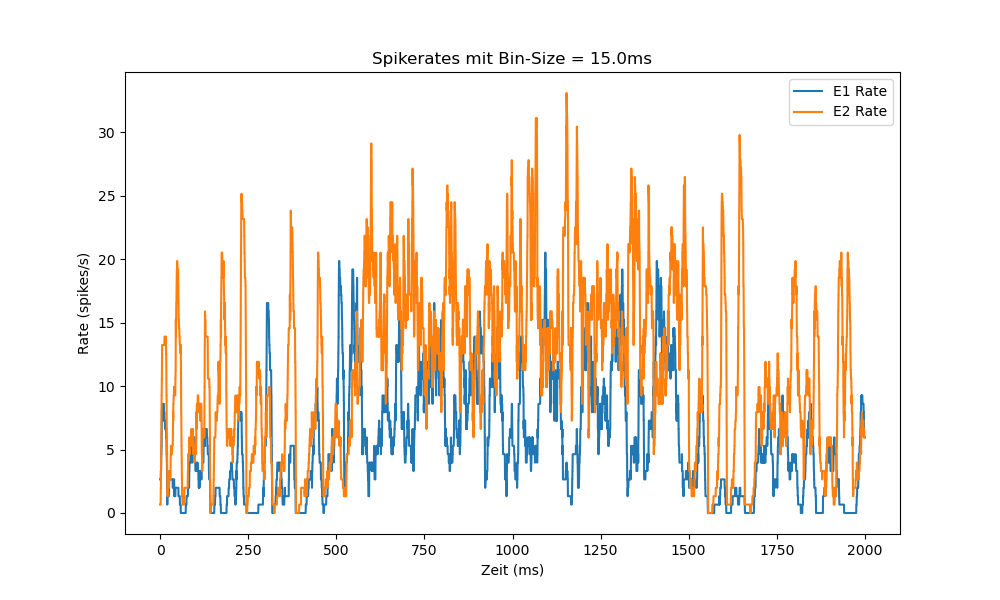 Spikerates mit Bin-Size = 15.0ms
E1 Rate
E2 Rate
Rate (spikes/s)
30
25
20
15
10
5
0
0 250 500 750 1000 1250 1500 1750 2000
Zeit (ms)